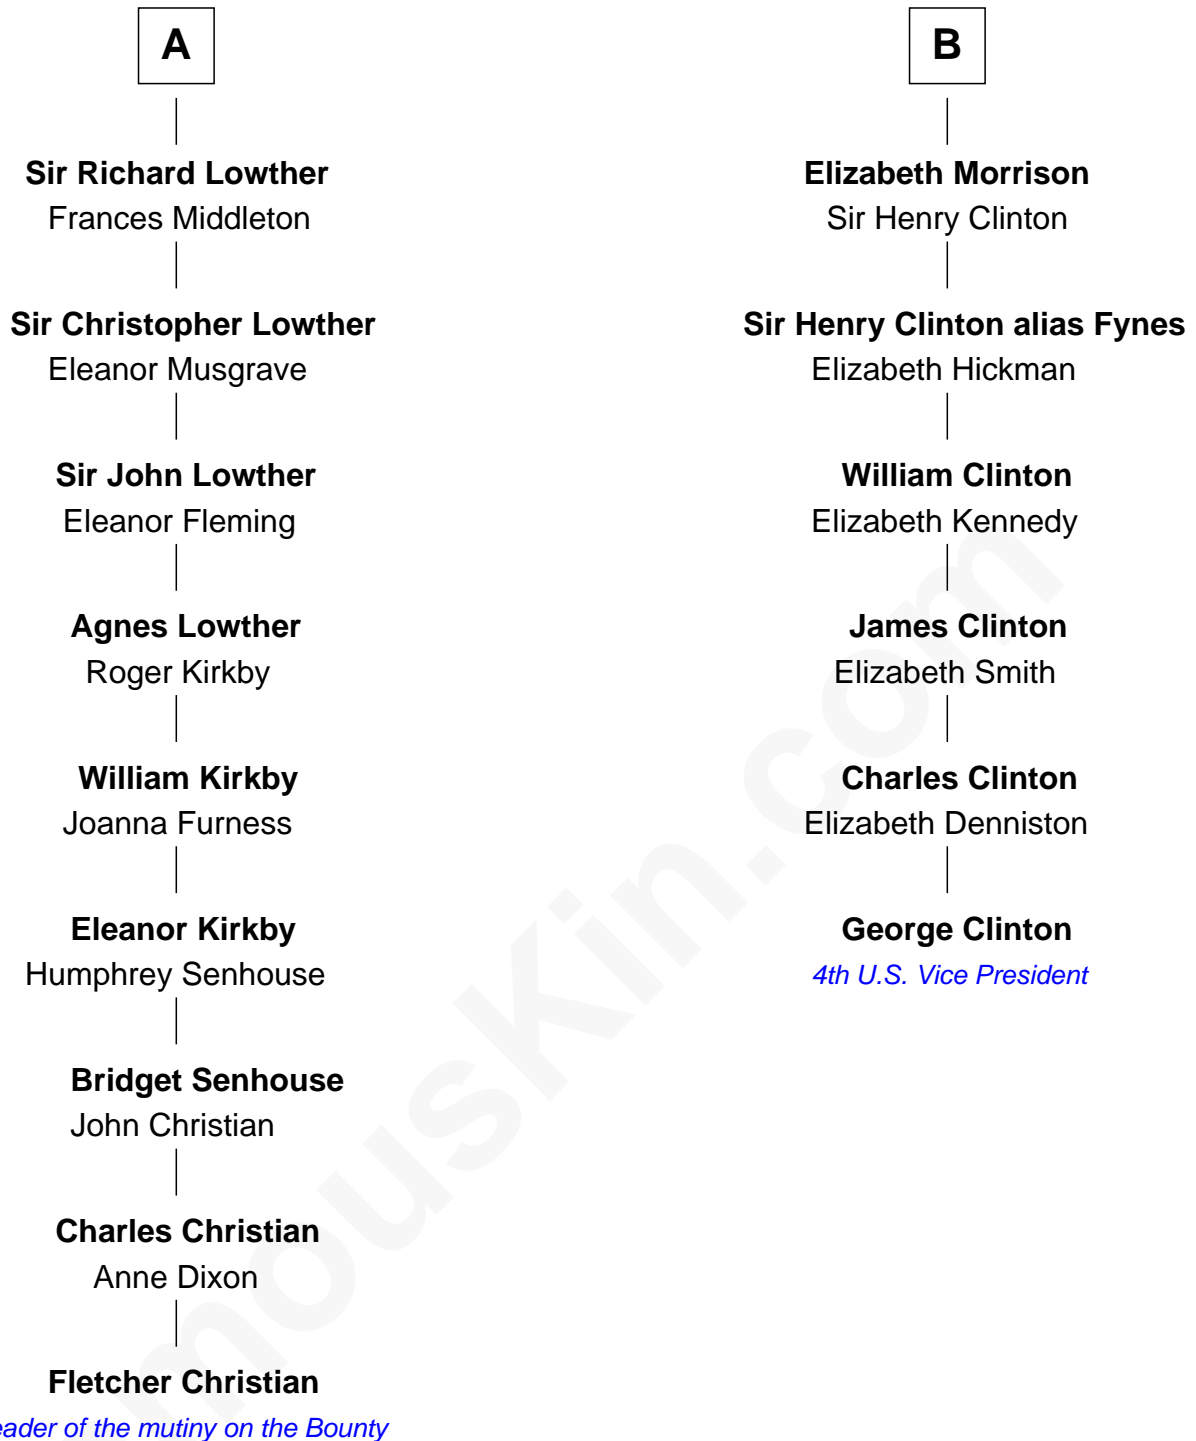 A
Sir Richard Lowther
Frances Middleton
Sir Christopher Lowther
Eleanor Musgrave
Sir John Lowther
Eleanor Fleming
Agnes Lowther
Roger Kirkby
William Kirkby
Joanna Furness
Eleanor Kirkby
Humphrey Senhouse
Bridget Senhouse
John Christian
Charles Christian
Anne Dixon
Fletcher Christian
eader of the mutiny on the Bounty
B
Elizabeth Morrison
Sir Henry Clinton
Sir Henry Clinton alias Fynes
Elizabeth Hickman
William Clinton
Elizabeth Kennedy
James Clinton
Elizabeth Smith
Charles Clinton
Elizabeth Denniston
George Clinton
4th U.S. Vice President
mouskin.com